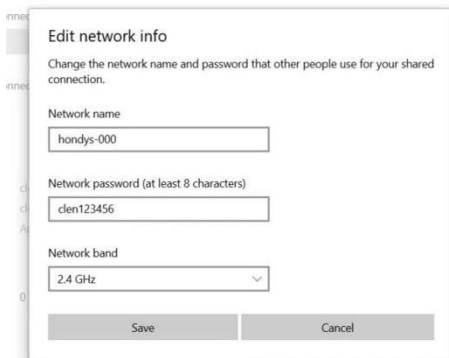 Edit network info
Change the network name and password that other people use for your shared
connection.
Network name
hondys-000
Network password (at least 8 characters)
clen123456
Network band
2.4 GHz
Save
Cancel
0